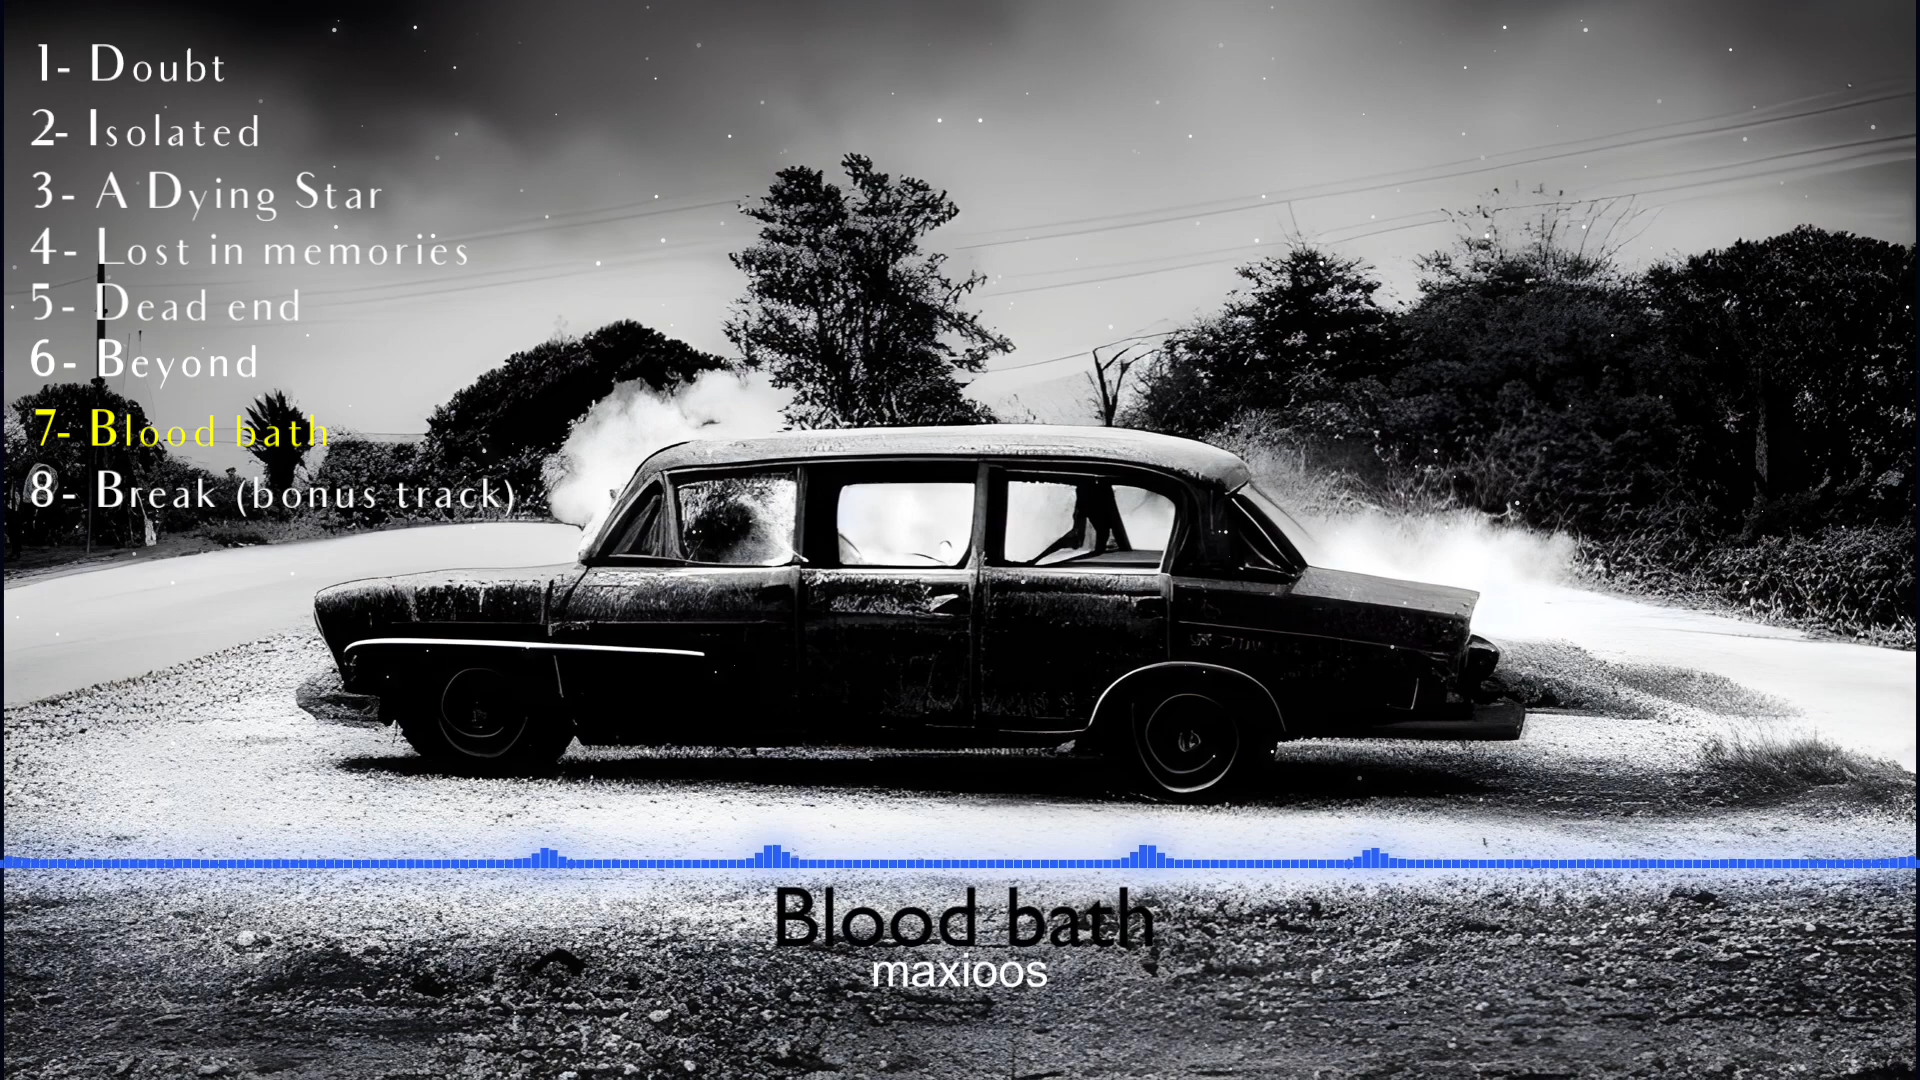 1- Doubt
2- Isolated
3- A Dying Star
4- Lost in memories
5- Dead end
6- Beyond
7- Blood bath
8- Break (bonus track)
Blood bath
maxioos